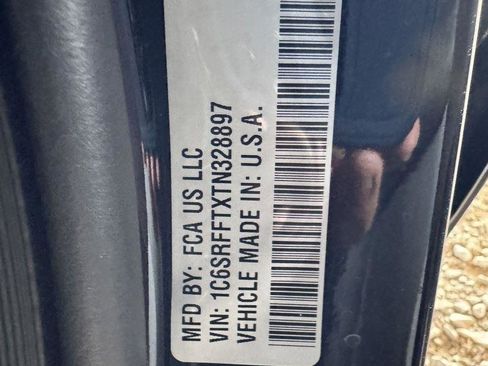 MFD BY: FCA US LLC
VIN: 1C6SRFFTXTN328897
VEHICLE MADE IN: U.S.A.